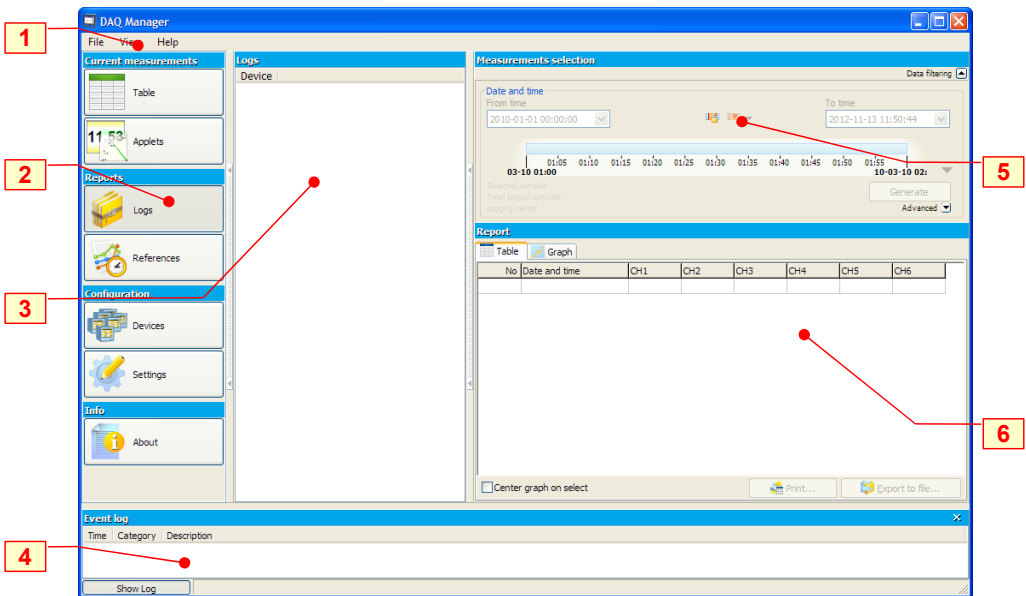 DAQ Manager
File View Help
1
Current measurements
Table
11 53
Applets
2
Reports
Logs
References
3
Configuration
Devices
Settings
Info
About
Logs
Device
Measurements selection
Data filtering
Date and time
From time
To time
2010-01-01 00:00:00
2012-11-13 11:50:44
5
01:05 01:10 01:15 01:20 01:25 01:30 01:35 01:40 01:45 01:50 01:55
03-10 01:00
10-03-10 02:
Selected samples
Total logged samples
Logging period
Generate
Advanced
Report
Table Graph
No Date and time CH1 CH2 CH3 CH4 CH5 CH6
6
Center graph on select
Print...
Export to file...
Event log
Time Category Description
4
Show Log